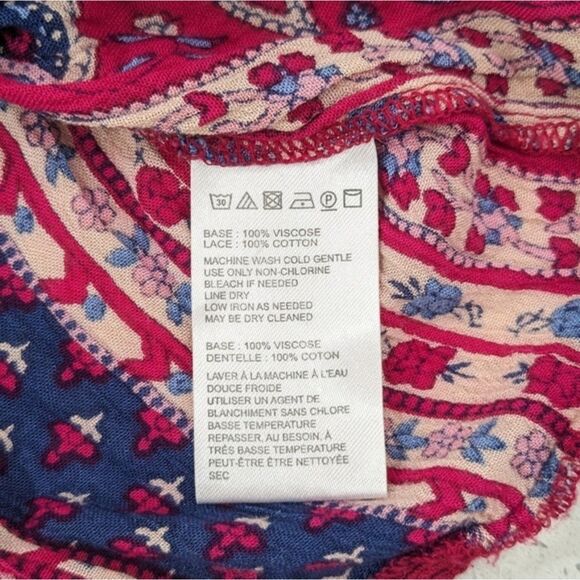 30 P
BASE : 100% VISCOSE
LACE : 100% COTTON
MACHINE WASH COLD GENTLE
USE ONLY NON-CHLORINE
BLEACH IF NEEDED
LINE DRY
LOW IRON AS NEEDED
MAY BE DRY CLEANED
BASE : 100% VISCOSE
DENTELLE : 100% COTON
LAVER À LA MACHINE À L'EAU
DOUCE FROIDE
UTILISER UN AGENT DE
BLANCHIMENT SANS CHLORE
BASSE TEMPERATURE
REPASSER, AU BESOIN, À
TRÉS BASSE TEMPÉRATURE
PEUT-ÊTRE ÊTRE NETTOYÉE
SEC